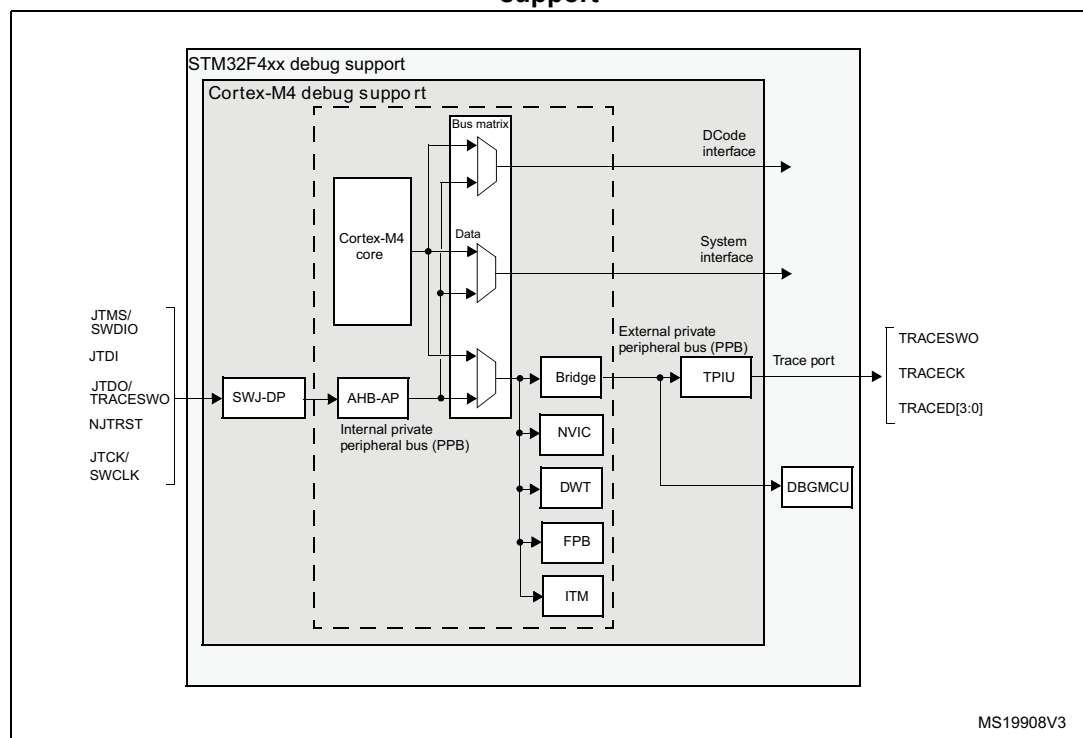 support
STM32F4xx debug support
Cortex-M4 debug support
Bus matrix
DCode
interface
Cortex-M4
core
Data
System
interface
JTMS/
SWDIO
JTDI
JTDO/
TRACESWO
NJTRST
JTCK/
SWCLK
SWJ-DP
AHB-AP
Internal private
peripheral bus (PPB)
External private
peripheral bus (PPB)
Bridge
TPIU
Trace port
TRACESWO
TRACECK
TRACED[3:0]
NVIC
DWT
DBGMCU
FPB
ITM
MS19908V3